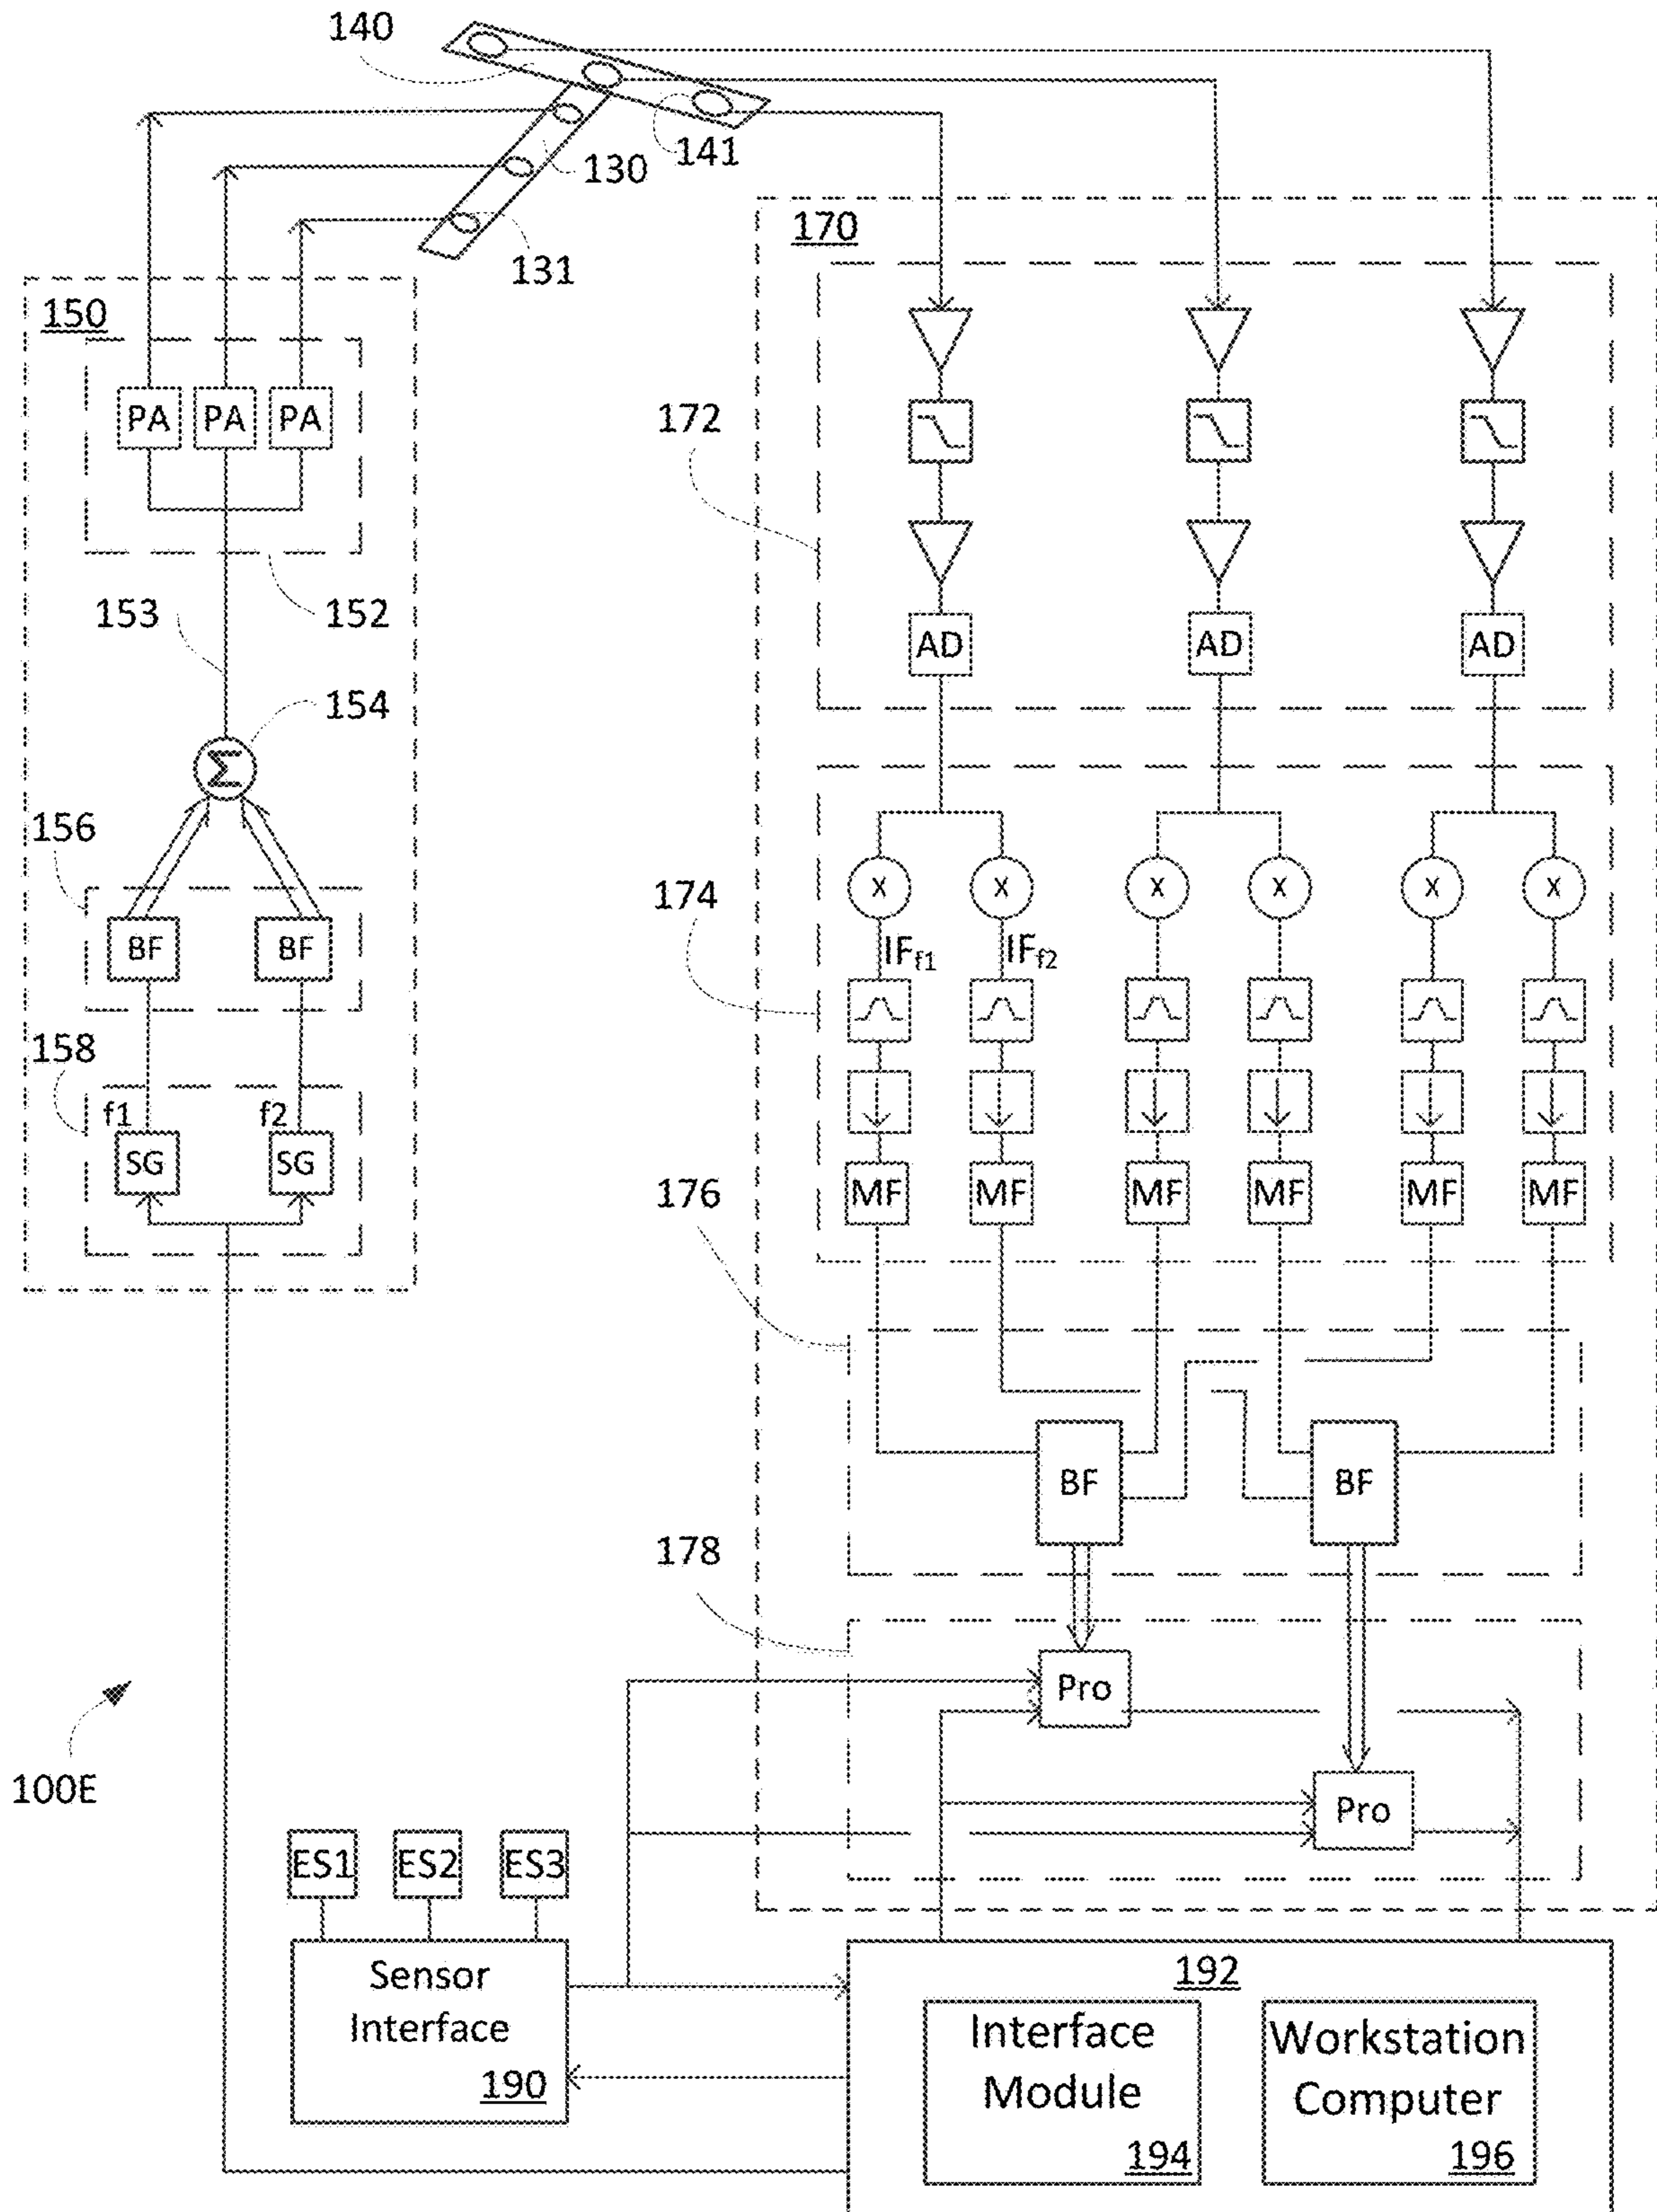 140
141
130
131
170
150
PA PA PA
172
152
153
AD AD AD
154
Σ
156
174
x x x x x x
BF BF
IFf1 IFf2
158
f1 f2
SG SG
176
MF MF MF MF MF MF
BF BF
178
Pro
100E
Pro
ES1 ES2 ES3
Sensor
Interface
190
192
Interface
Module
194
Workstation
Computer
196